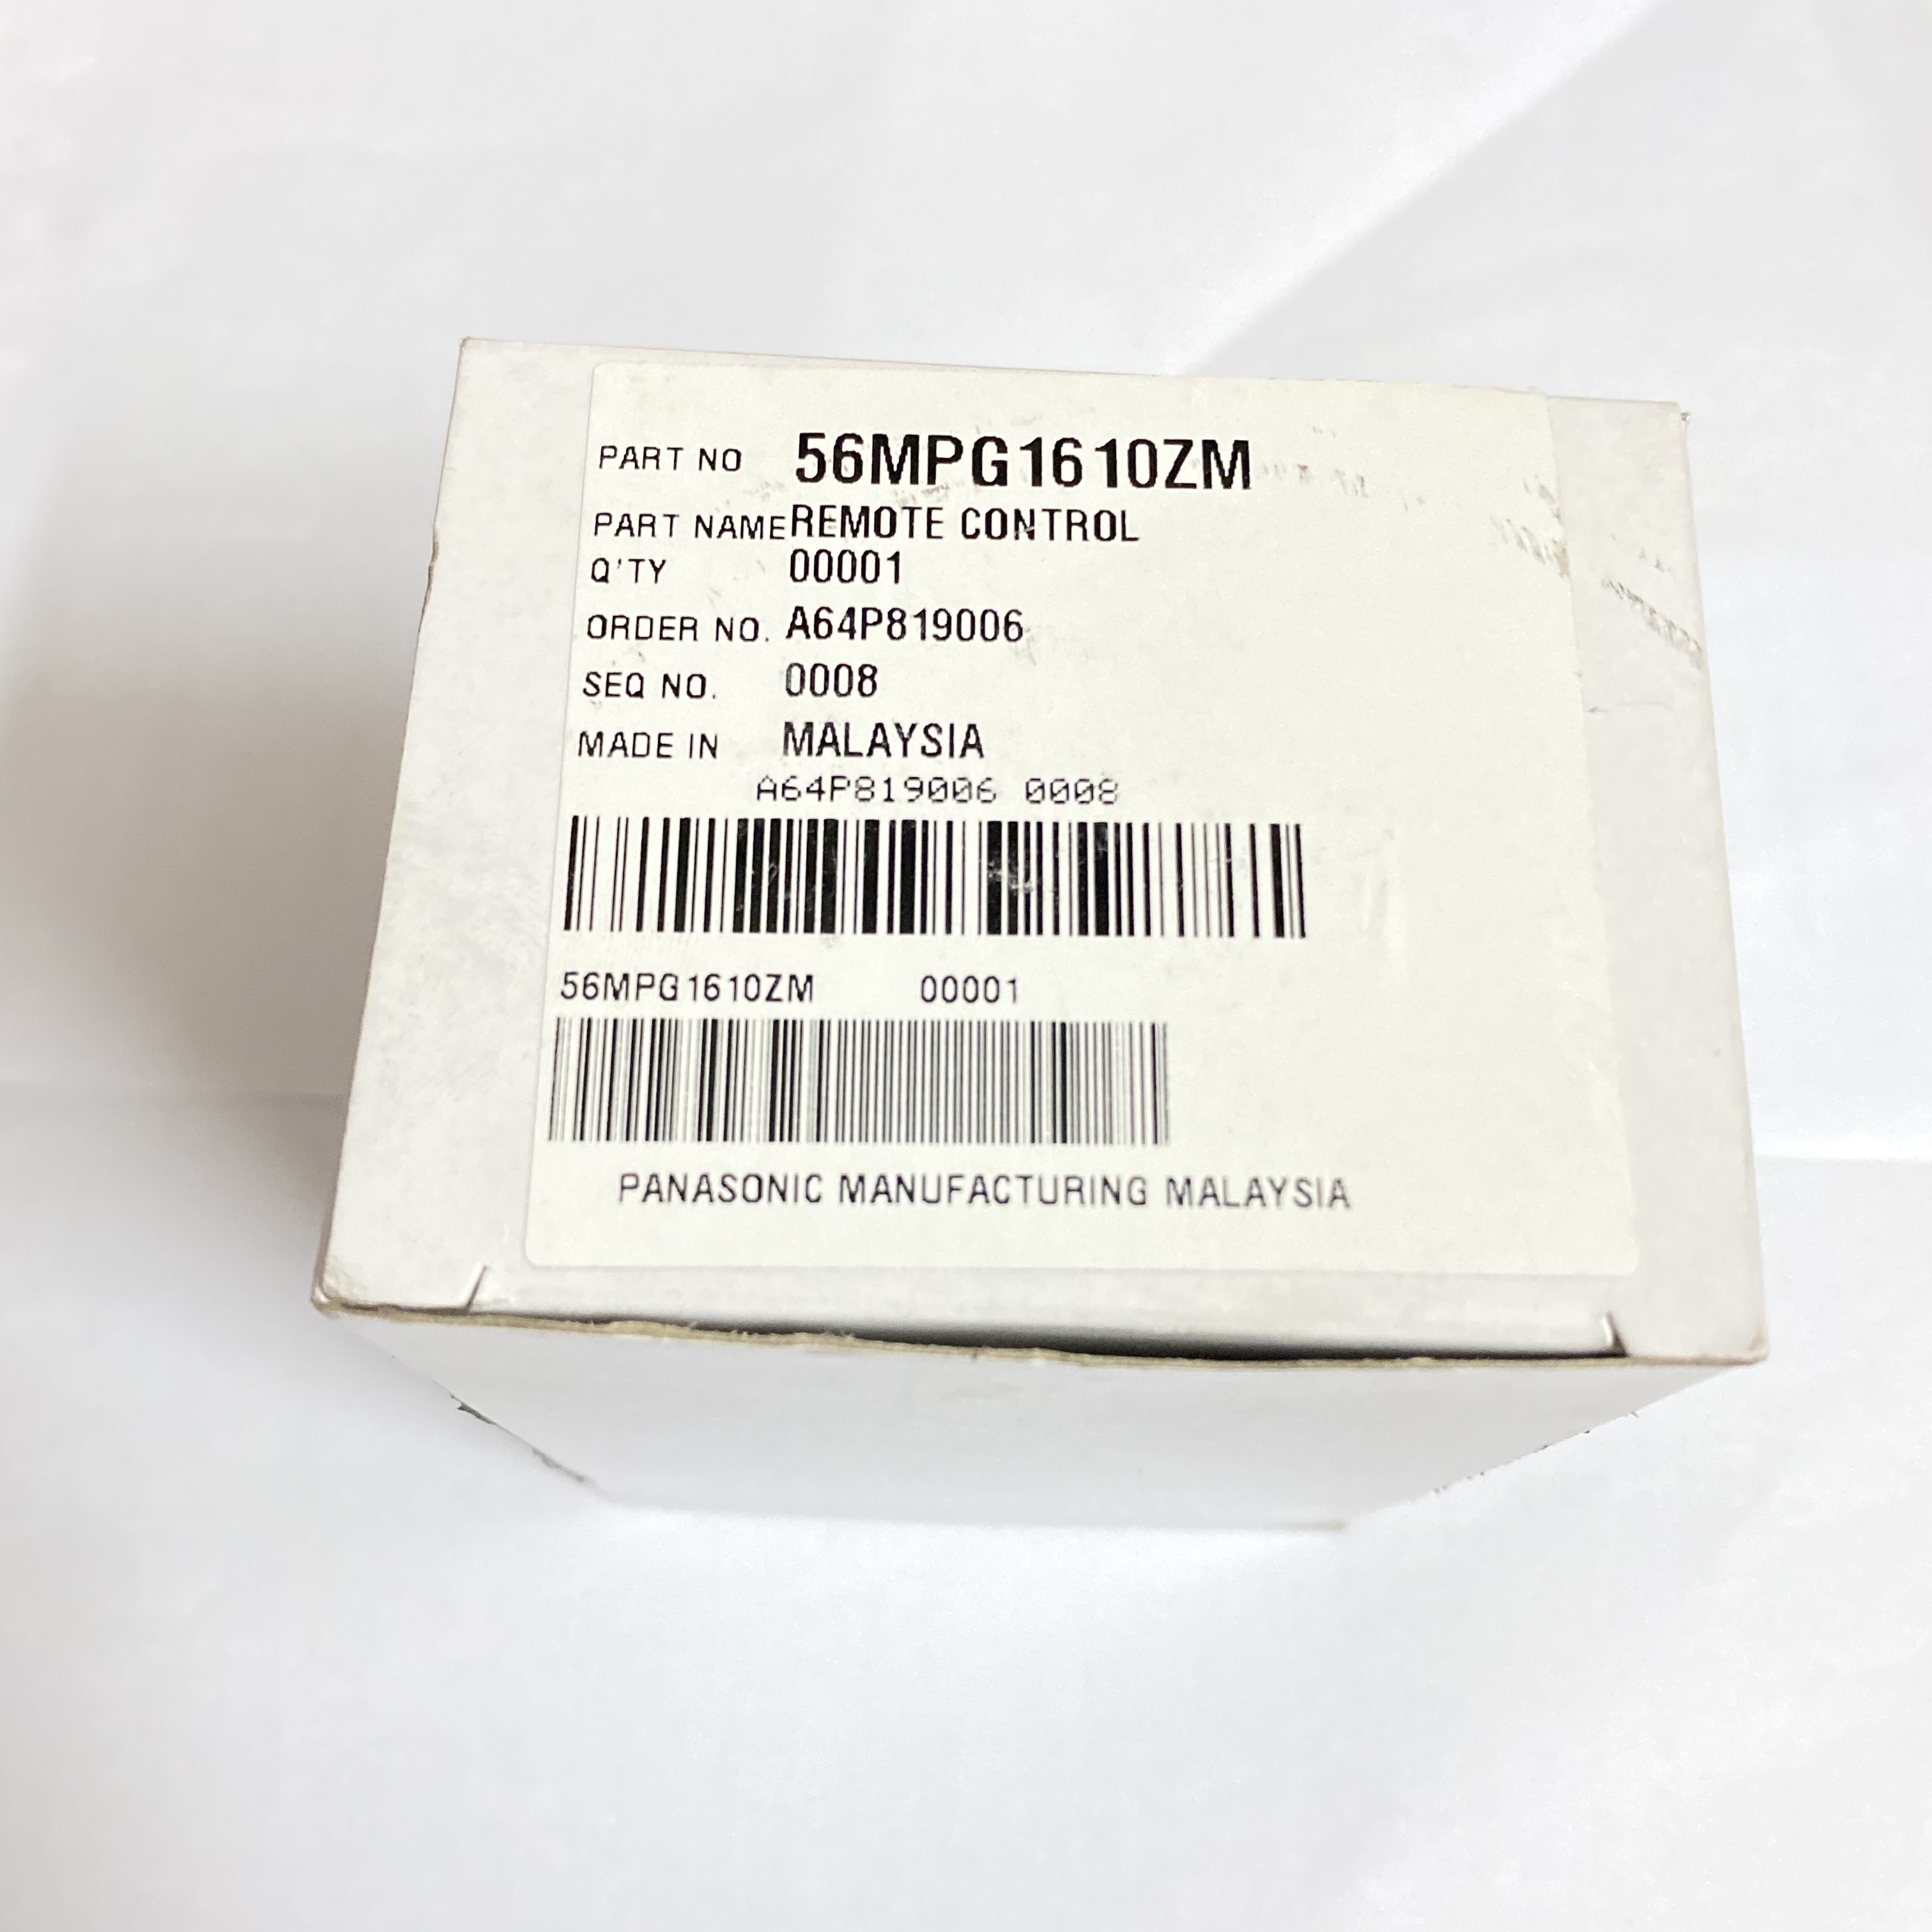 PART NO 56MPG1610ZM
PART NAME REMOTE CONTROL
Q'TY 00001
ORDER NO. A64P819006
SEQ NO. 0008
MADE IN MALAYSIA
A64P819006 0008
56MPG1610ZM 00001
PANASONIC MANUFACTURING MALAYSIA